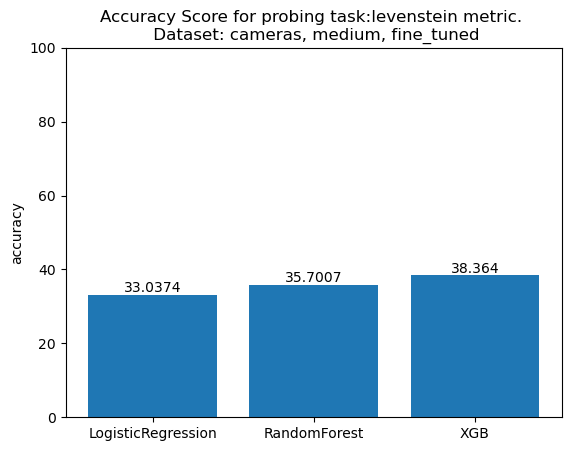 Accuracy Score for probing task:levenstein metric.
Dataset: cameras, medium, fine_tuned
100
80
60
40
20
0
accuracy
33.0374
35.7007
38.364
LogisticRegression
RandomForest
XGB